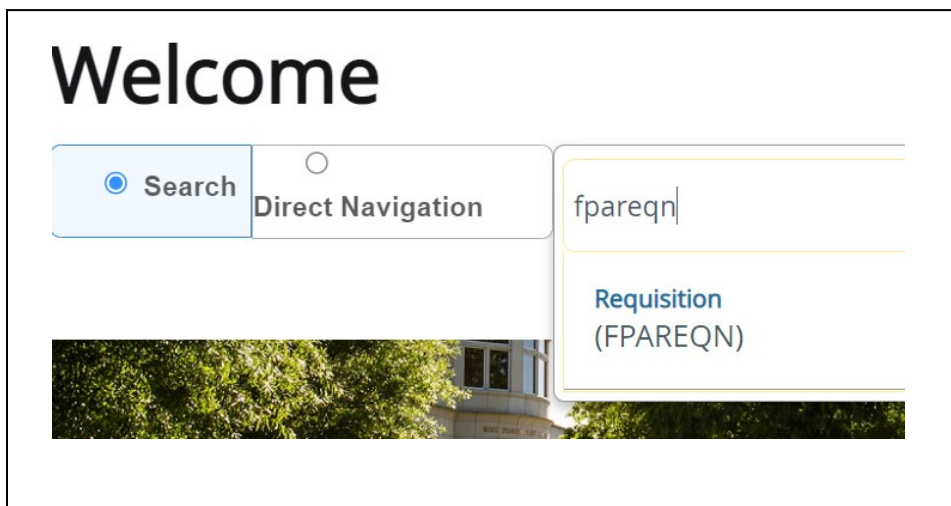 Welcome
Search
Direct Navigation
fpareqn
Requisition
(FPAREQN)